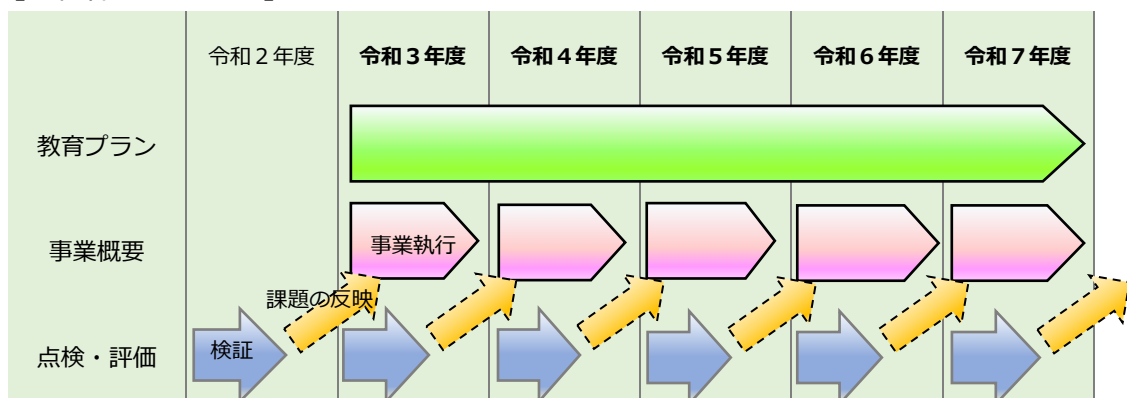 令和２年度 令和３年度 令和４年度 令和５年度 令和６年度 令和７年度
教育プラン
事業概要 事業執行
課題の反映
点検・評価 検証